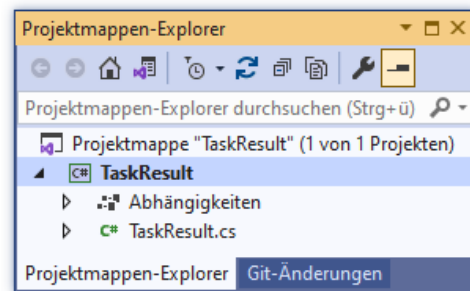 Projektmappen-Explorer
Projektmappen-Explorer durchsuchen (Strg+ü)
Projektmappe "TaskResult" (1 von 1 Projekten)
C# TaskResult
Abhängigkeiten
C# TaskResult.cs
Projektmappen-Explorer Git-Änderungen